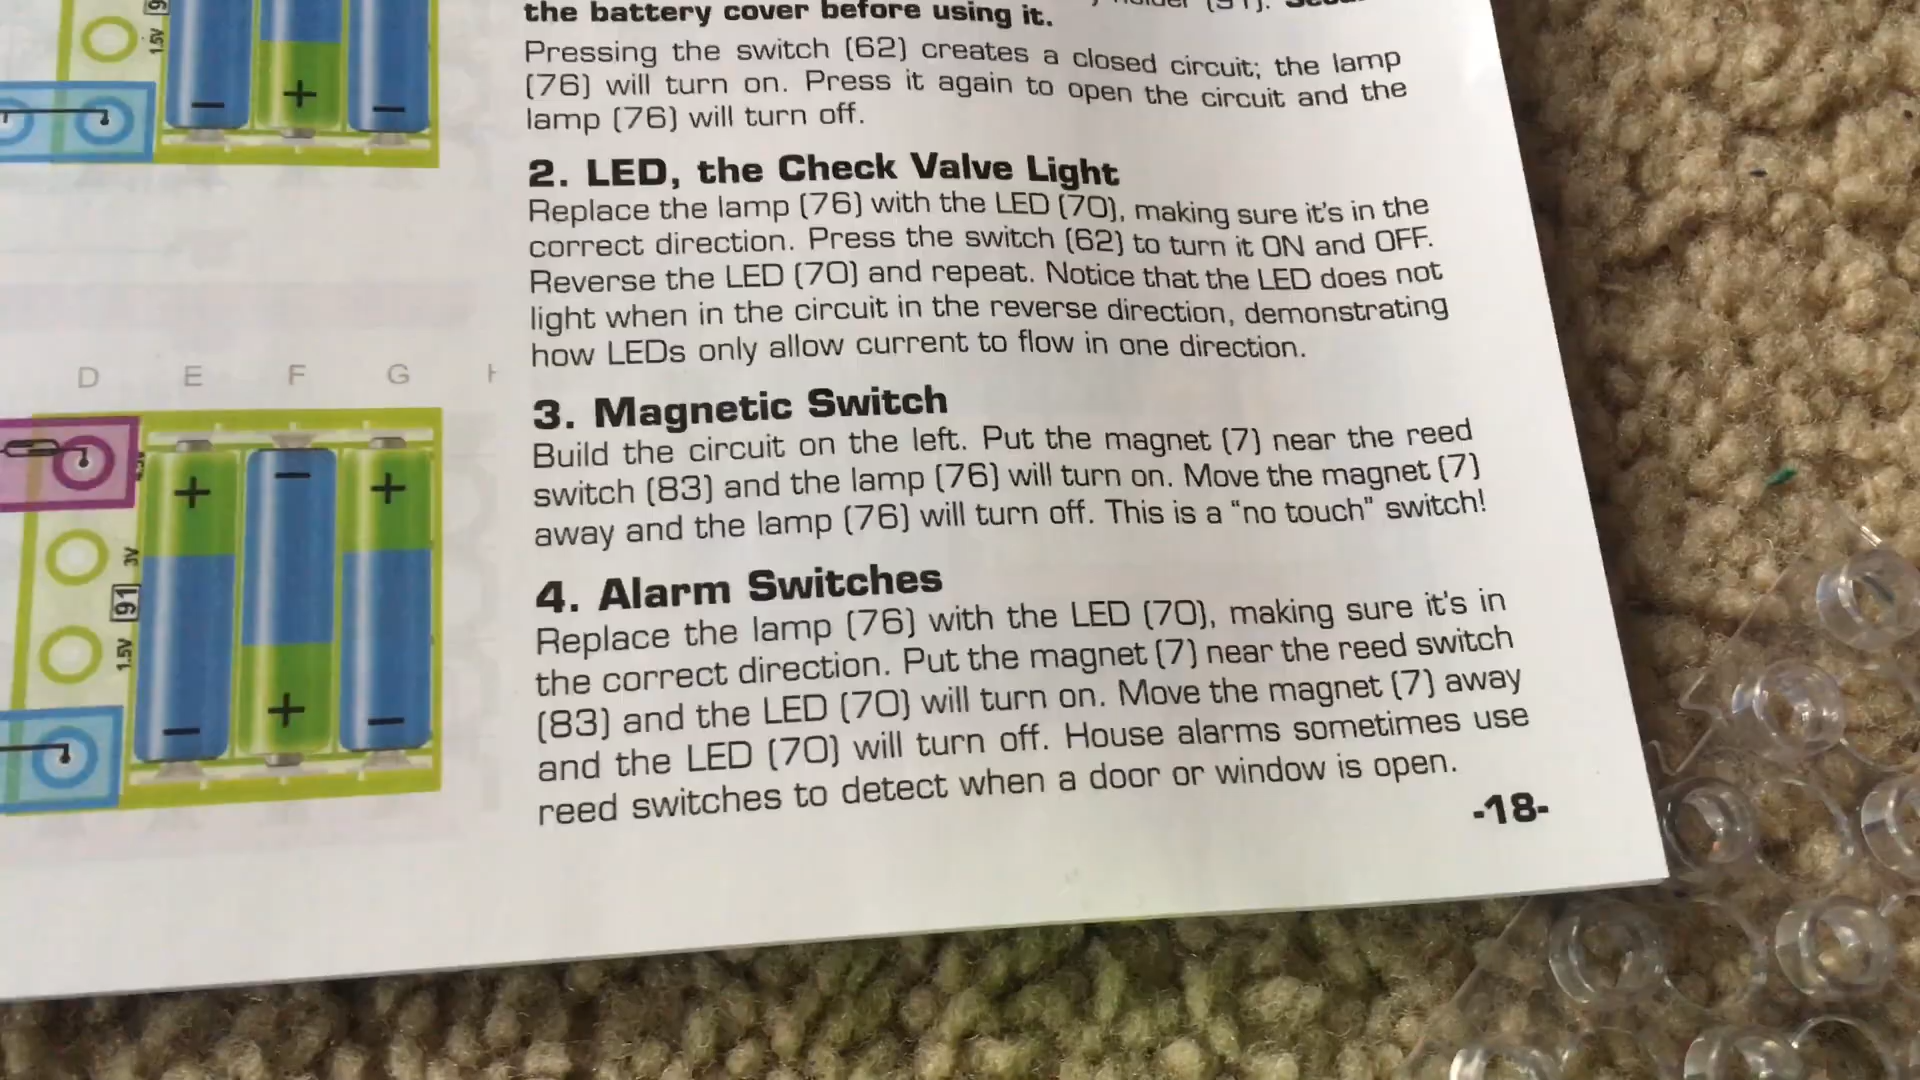 the battery cover before using it.
Pressing the switch (62) creates a closed circuit; the lamp
(76) will turn on. Press it again to open the circuit and the
lamp (76) will turn off.
2. LED, the Check Valve Light
Replace the lamp (76) with the LED (70), making sure it's in the
correct direction. Press the switch (62) to turn it ON and OFF.
Reverse the LED (70) and repeat. Notice that the LED does not
light when in the circuit in the reverse direction, demonstrating
how LEDs only allow current to flow in one direction.
3. Magnetic Switch
Build the circuit on the left. Put the magnet (7) near the reed
switch (83) and the lamp (76) will turn on. Move the magnet (7)
away and the lamp (76) will turn off. This is a "no touch" switch!
4. Alarm Switches
Replace the lamp (76) with the LED (70), making sure it's in
the correct direction. Put the magnet (7) near the reed switch
(83) and the LED (70) will turn on. Move the magnet (7) away
and the LED (70) will turn off. House alarms sometimes use
reed switches to detect when a door or window is open.
-18-
1.5V
- + -
D E F G
+ - +
3V
91
1.5V
- + -